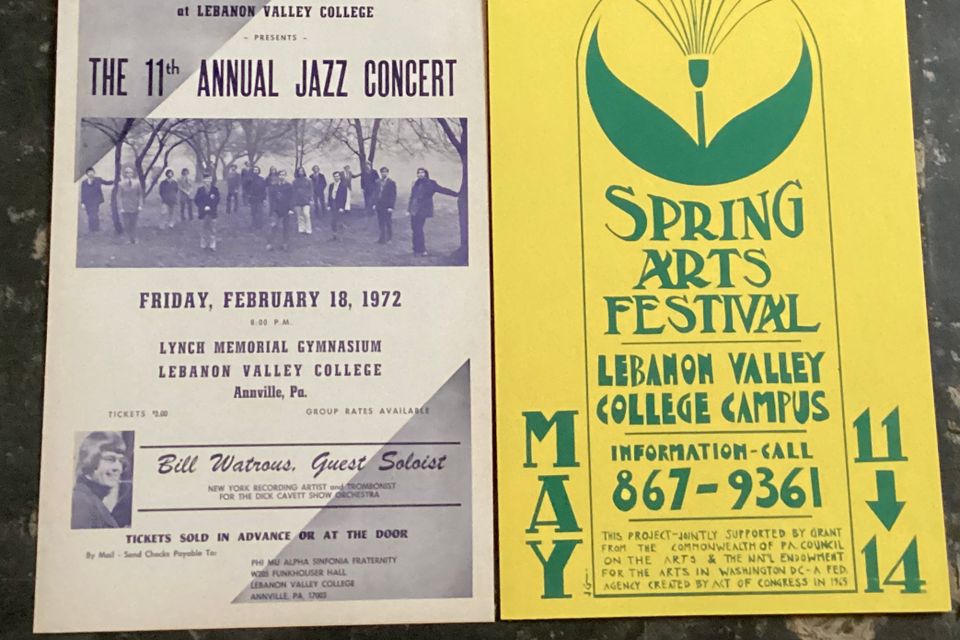 at LEBANON VALLEY COLLEGE
- PRESENTS -
THE 11th ANNUAL JAZZ CONCERT
FRIDAY, FEBRUARY 18, 1972
8:00 P.M.
LYNCH MEMORIAL GYMNASIUM
LEBANON VALLEY COLLEGE
Annville, Pa.
TICKETS $3.00 GROUP RATES AVAILABLE
Bill Watrous, Guest Soloist
NEW YORK RECORDING ARTIST and TROMBONIST
FOR THE DICK CAVETT SHOW ORCHESTRA
TICKETS SOLD IN ADVANCE OR AT THE DOOR
By Mail - Send Checks Payable To:
PHI MU ALPHA SINFONIA FRATERNITY
W205 FUNKHOUSER HALL
LEBANON VALLEY COLLEGE
ANNVILLE, PA. 17003
SPRING
ARTS
FESTIVAL
LEBANON VALLEY
COLLEGE CAMPUS
INFORMATION-CALL
867-9361
MAY
11
14
THIS PROJECT-JOINTLY SUPPORTED BY GRANT
FROM THE COMMONWEALTH OF PA. COUNCIL
ON THE ARTS & THE NAT'L ENDOWMENT
FOR THE ARTS IN WASHINGTON DC-A FED.
AGENCY CREATED BY ACT OF CONGRESS IN 1965